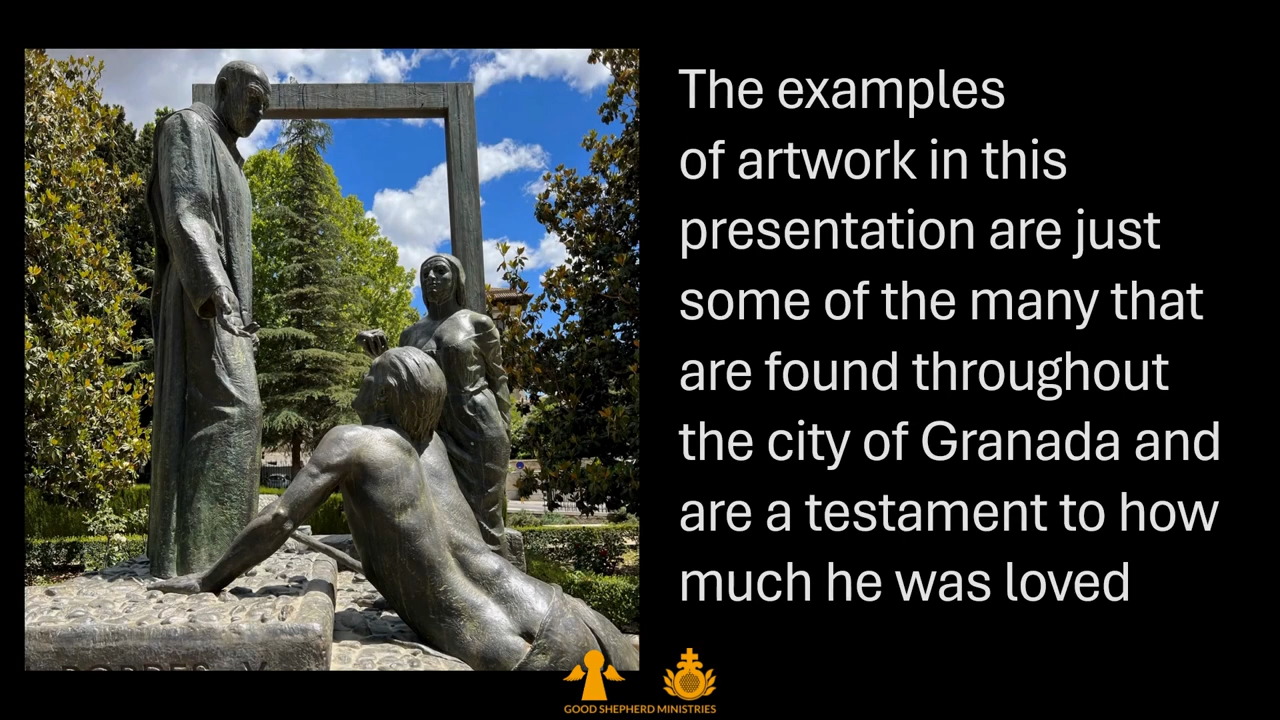 The examples
of artwork in this
presentation are just
some of the many that
are found throughout
the city of Granada and
are a testament to how
much he was loved
GOOD SHEPHERD MINISTRIES